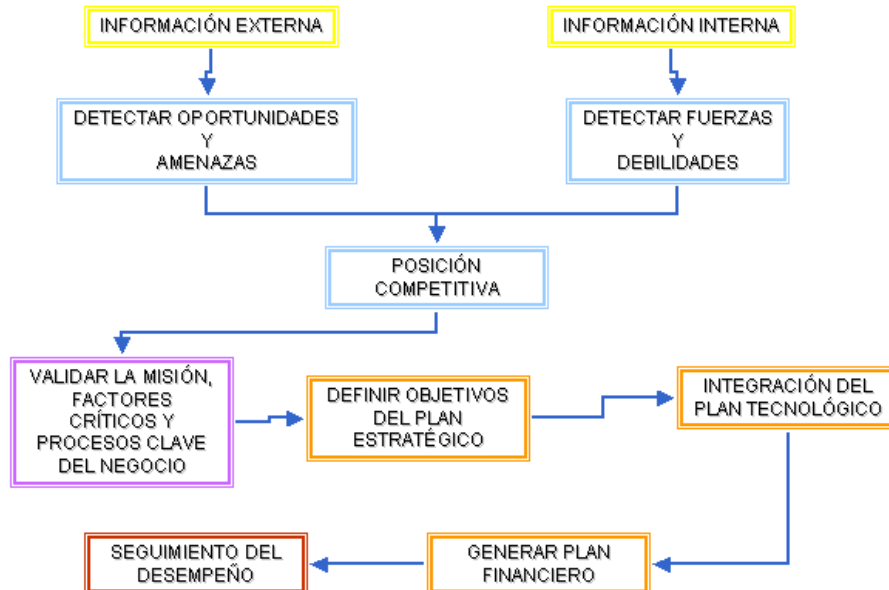 INFORMACIÓN EXTERNA
INFORMACIÓN INTERNA
DETECTAR OPORTUNIDADES
Y
AMENAZAS
DETECTAR FUERZAS
Y
DEBILIDADES
POSICIÓN
COMPETITIVA
VALIDAR LA MISIÓN,
FACTORES
CRÍTICOS Y
PROCESOS CLAVE
DEL NEGOCIO
DEFINIR OBJETIVOS
DEL PLAN
ESTRATÉGICO
INTEGRACIÓN DEL
PLAN TECNOLÓGICO
SEGUIMIENTO DEL
DESEMPEÑO
GENERAR PLAN
FINANCIERO